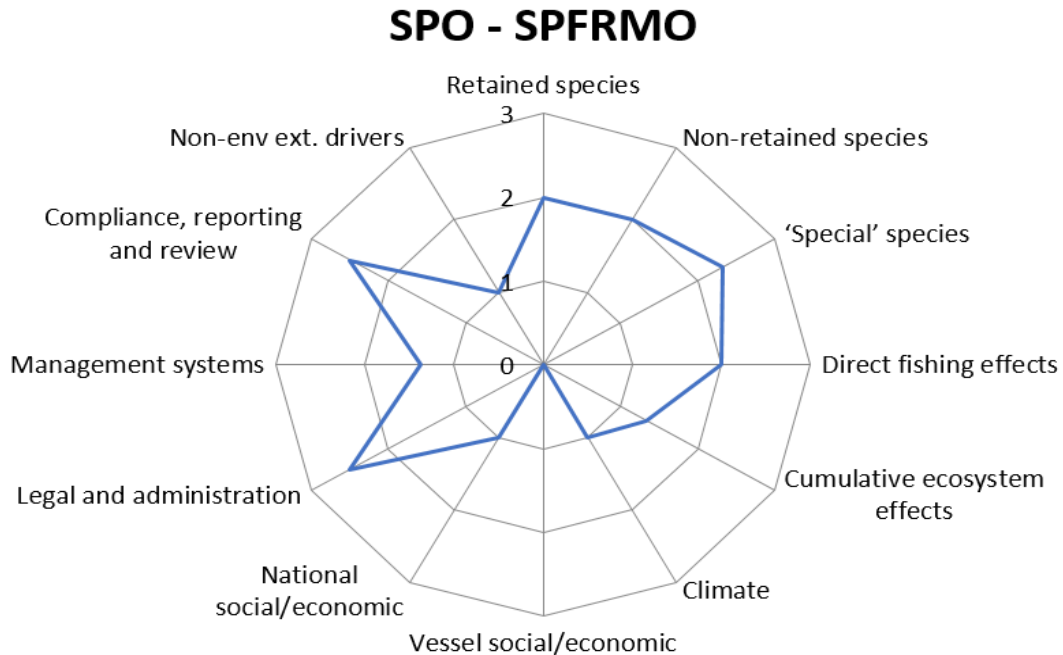 SPO - SPFRMO
Retained species
Non-retained species
‘Special’ species
Direct fishing effects
Cumulative ecosystem
effects
Climate
Vessel social/economic
National
social/economic
Legal and administration
Management systems
Compliance, reporting
and review
Non-env ext. drivers
3
2
1
0